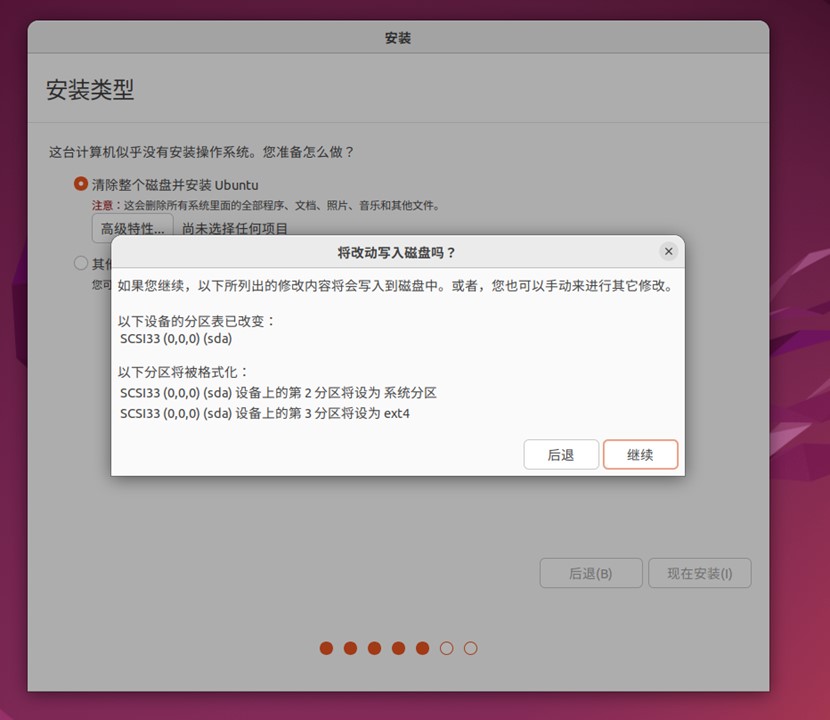 安装
安装类型
这台计算机似乎没有安装操作系统。您准备怎么做？
清除整个磁盘并安装 Ubuntu
注意：这会删除所有系统里面的全部程序、文档、照片、音乐和其他文件。
高级特性... 尚未选择任何项目
其他
您可
将改动写入磁盘吗？
如果您继续，以下所列出的修改内容将会写入到磁盘中。或者，您也可以手动来进行其它修改。
以下设备的分区表已改变：
SCSI33 (0,0,0) (sda)
以下分区将被格式化：
SCSI33 (0,0,0) (sda) 设备上的第 2 分区将设为 系统分区
SCSI33 (0,0,0) (sda) 设备上的第 3 分区将设为 ext4
后退 继续
后退(B) 现在安装(I)